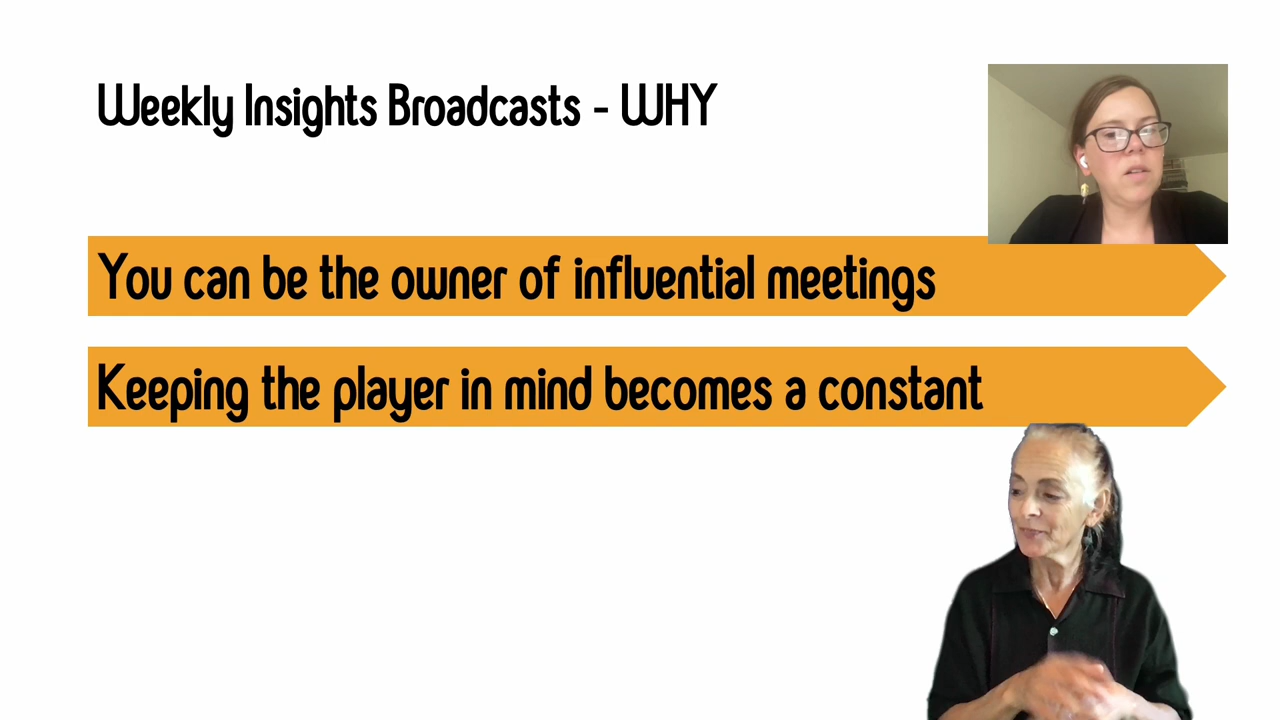 Weekly Insights Broadcasts - WHY
You can be the owner of influential meetings
Keeping the player in mind becomes a constant